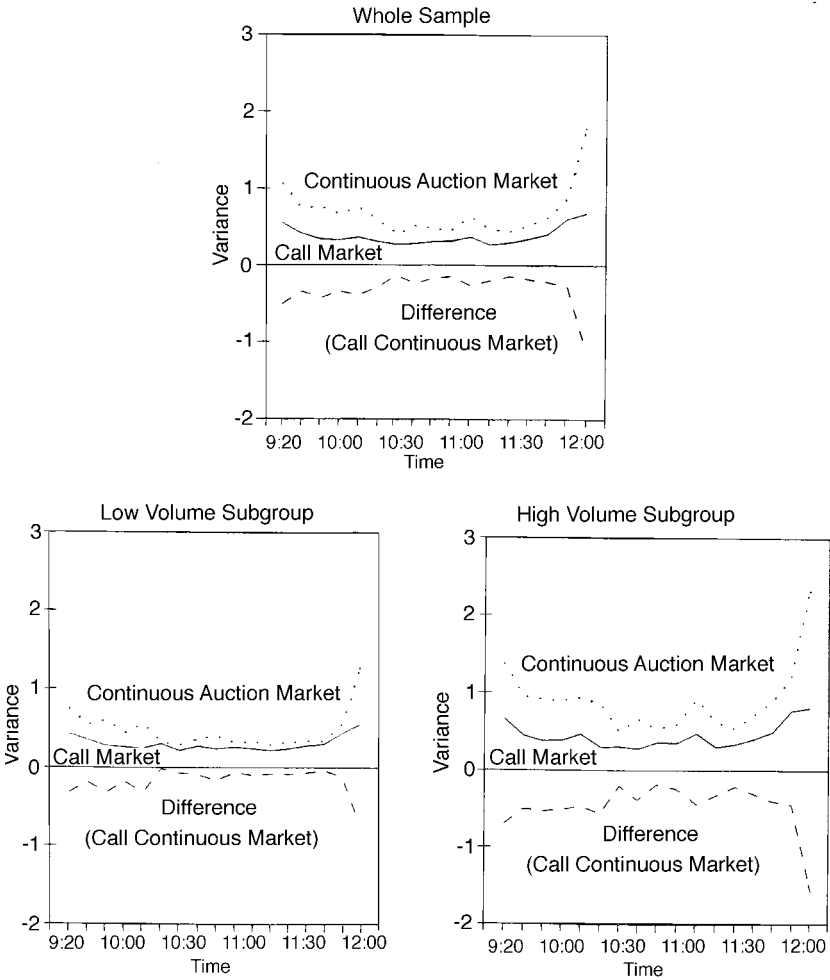 Whole Sample
3
2
1
0
-1
-2
Variance
Continuous Auction Market
Call Market
Difference
(Call Continuous Market)
9:20 10:00 10:30 11:00 11:30 12:00
Time
Low Volume Subgroup
3
2
1
0
-1
-2
Variance
Continuous Auction Market
Call Market
Difference
(Call Continuous Market)
9:20 10:00 10:30 11:00 11:30 12:00
Time
High Volume Subgroup
3
2
1
0
-1
-2
Variance
Continuous Auction Market
Call Market
Difference
(Call Continuous Market)
9:20 10:00 10:30 11:00 11:30 12:00
Time